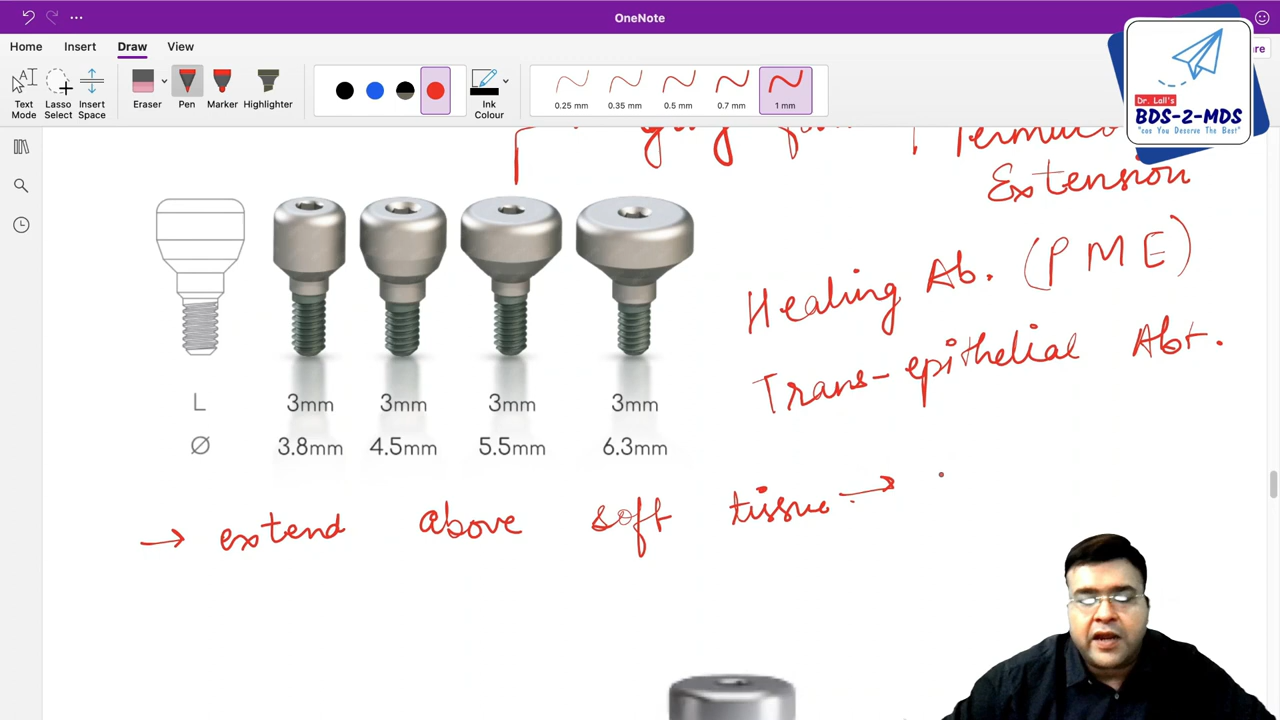 OneNote
Home Insert Draw View
Text Mode
Lasso Select
Insert Space
Eraser
Pen
Marker
Highlighter
Ink Colour
0.25 mm 0.35 mm 0.5 mm 0.7 mm 1 mm
Dr. Lall's
BDS-2-MDS
"cos You Deserve The Best"
Extension
Healing Ab. (PME)
Trans-epithelial Abt.
L 3mm 3mm 3mm 3mm
Ø 3.8mm 4.5mm 5.5mm 6.3mm
→ extend above soft tissue →